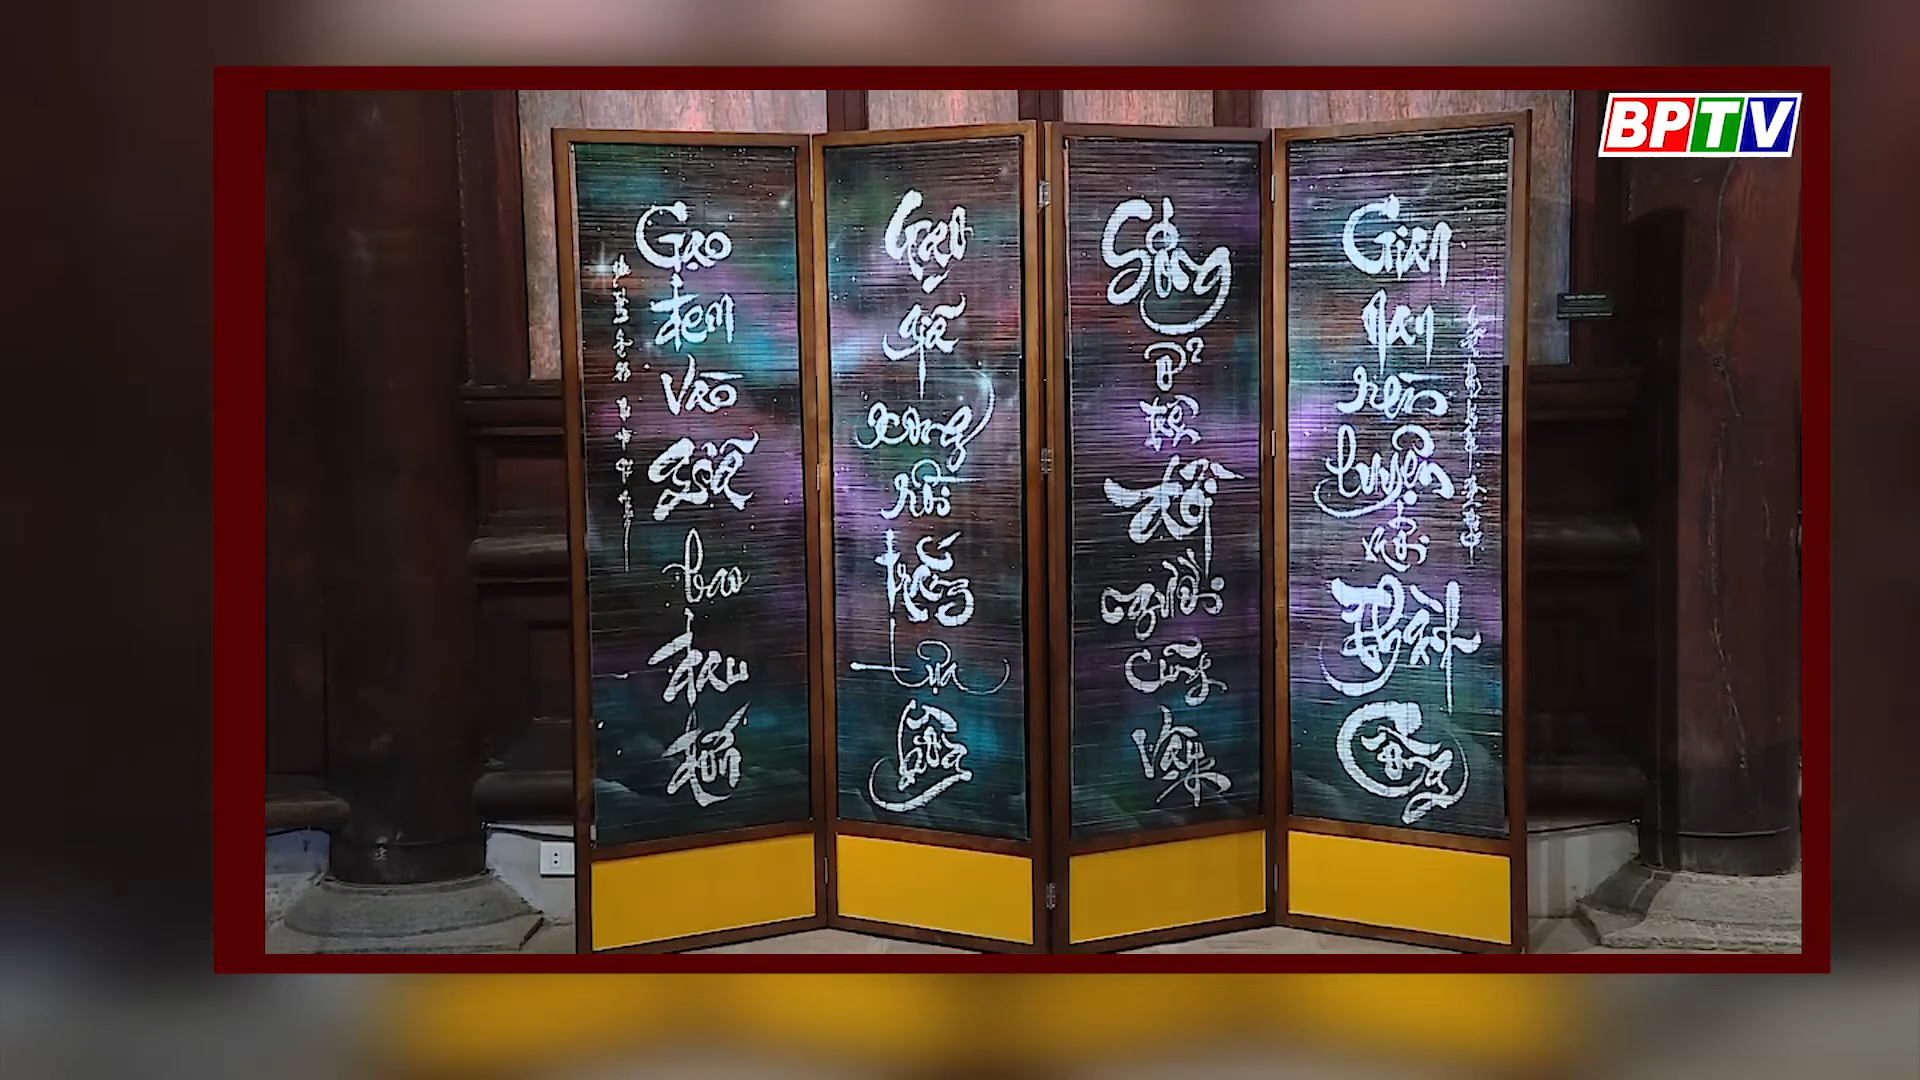 BPTV
Gạo
đem
vào
giã
bao
đau
đớn
Gạo
giã
xong
rồi
trắng
tựa
bông
Sống
ở
trên
đời
người
cũng
vậy
Gian
nan
rèn
luyện
mới
thành
công